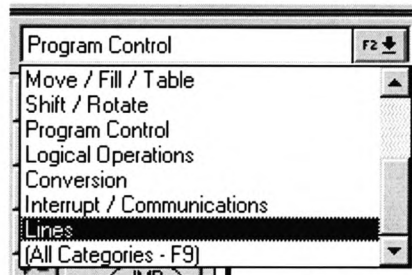 Program Control
F2
Move / Fill / Table
Shift / Rotate
Program Control
Logical Operations
Conversion
Interrupt / Communications
Lines
(All Categories - F9)
JMP